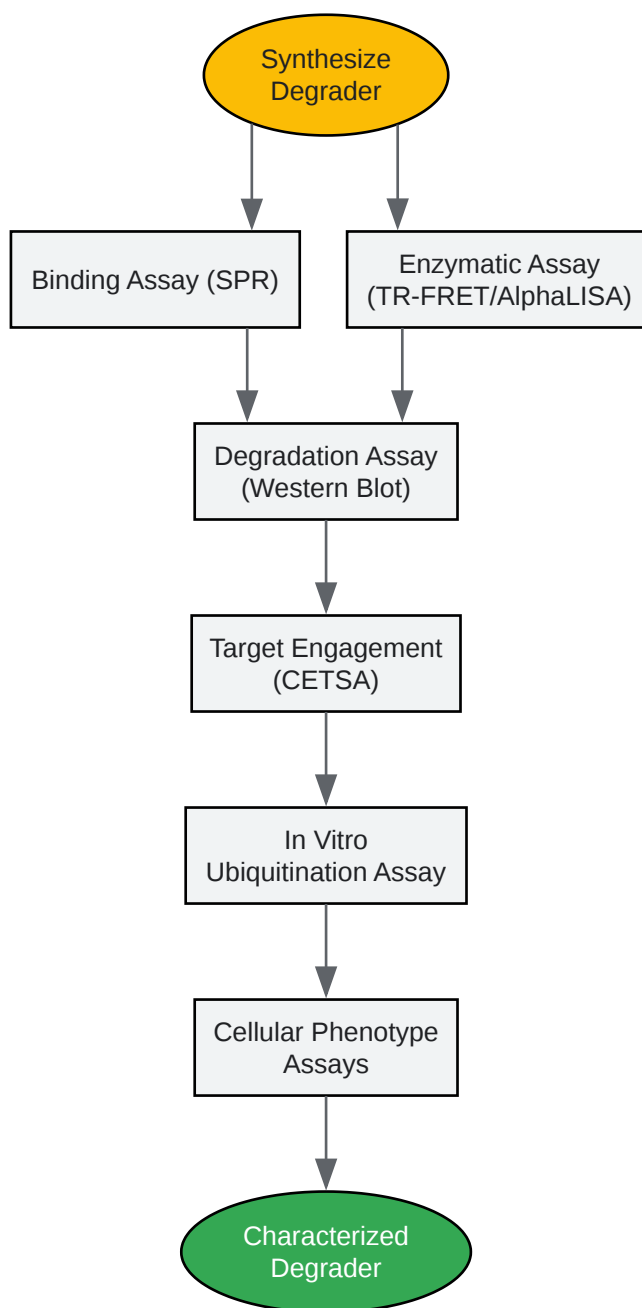 Synthesize
Degrader
Binding Assay (SPR)
Enzymatic Assay
(TR-FRET/AlphaLISA)
Degradation Assay
(Western Blot)
Target Engagement
(CETSA)
In Vitro
Ubiquitination Assay
Cellular Phenotype
Assays
Characterized
Degrader